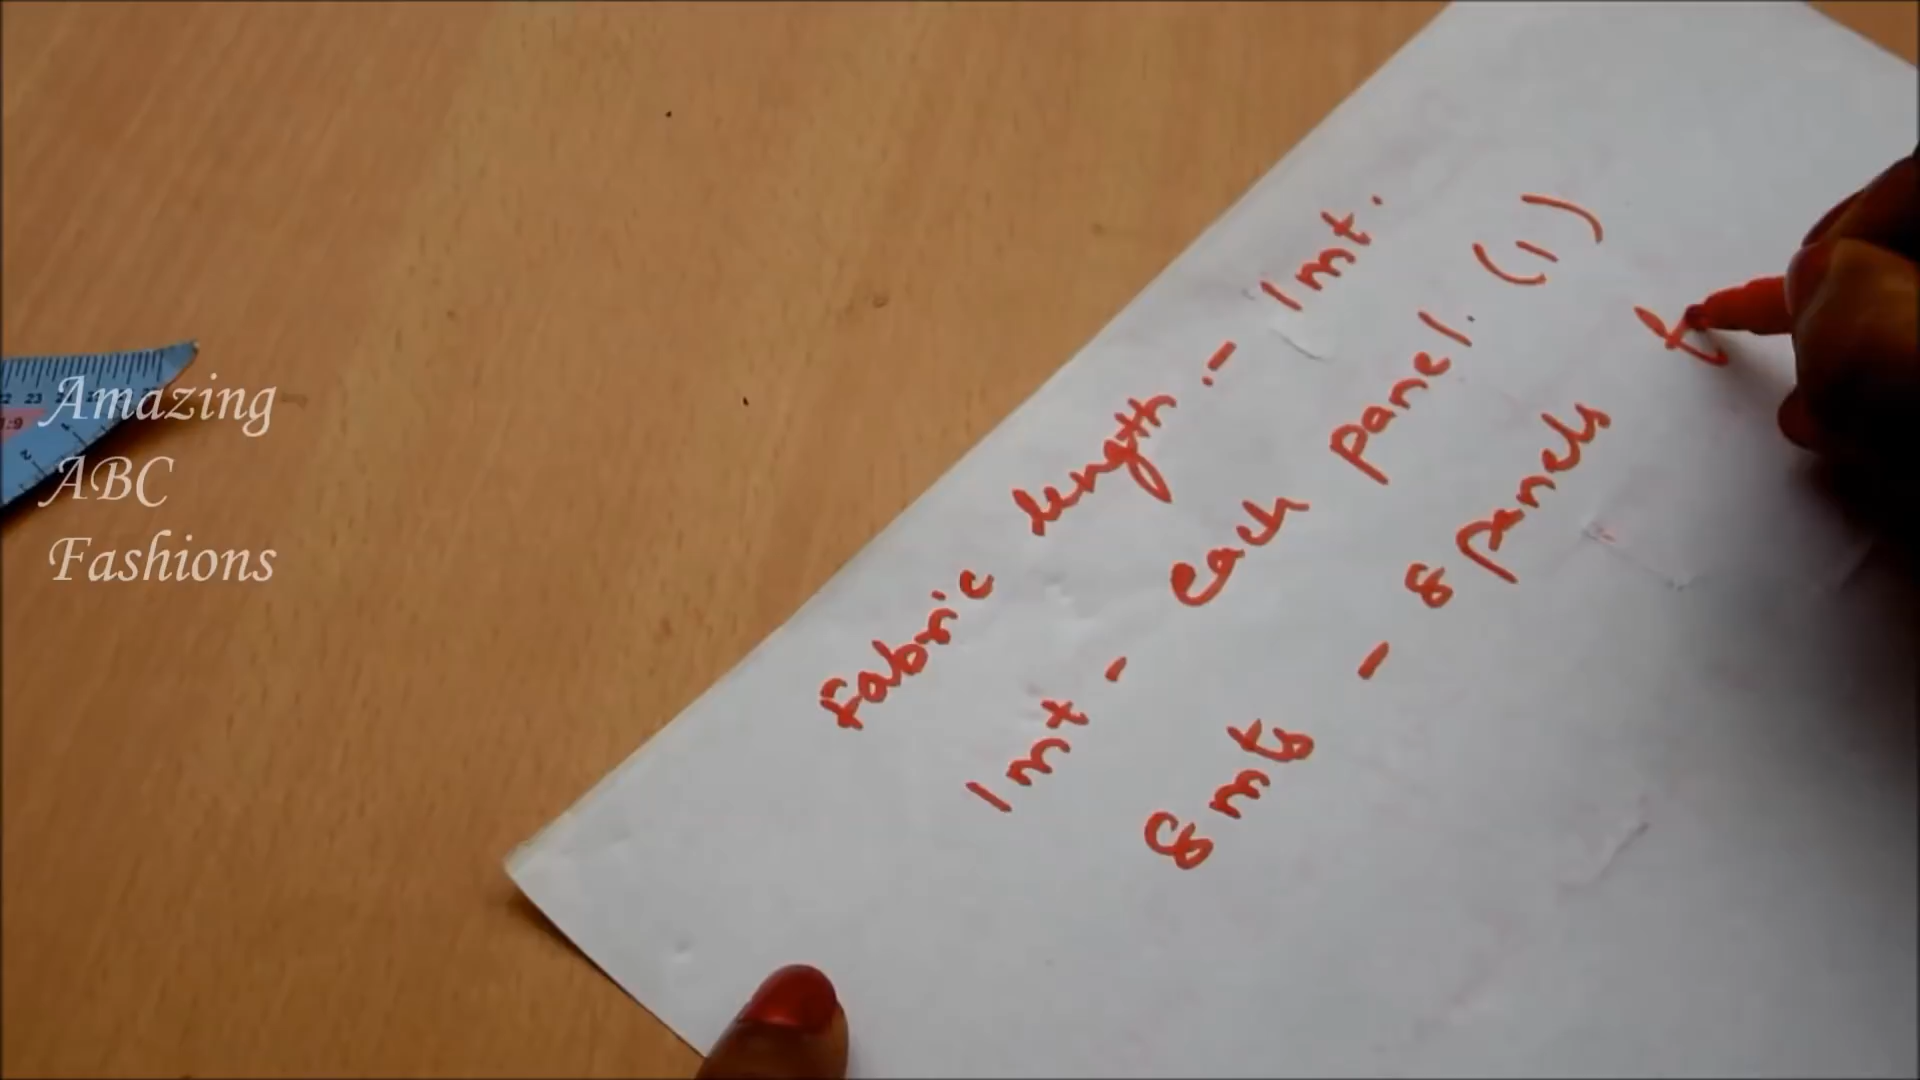 Amazing
ABC
Fashions
Fabric length :- 1mt.
1mt - each panel. (1)
8mts - 8 panels